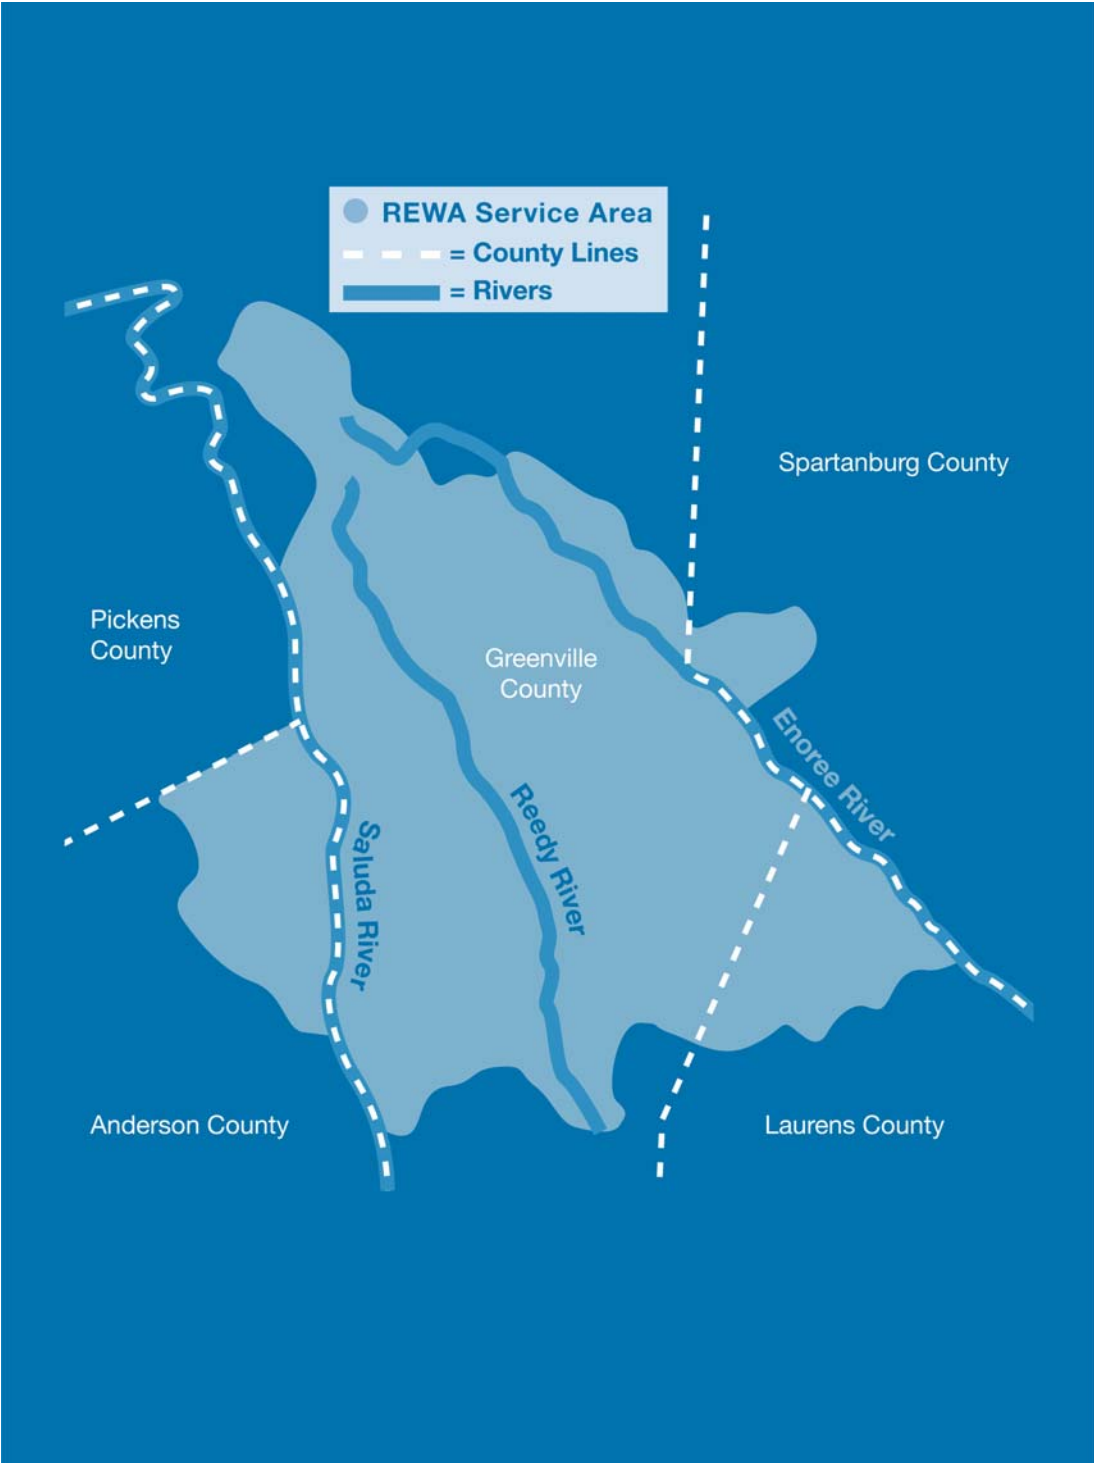 REWA Service Area
= County Lines
= Rivers
Spartanburg County
Pickens
County
Greenville
County
Enoree River
Reedy River
Saluda River
Anderson County
Laurens County